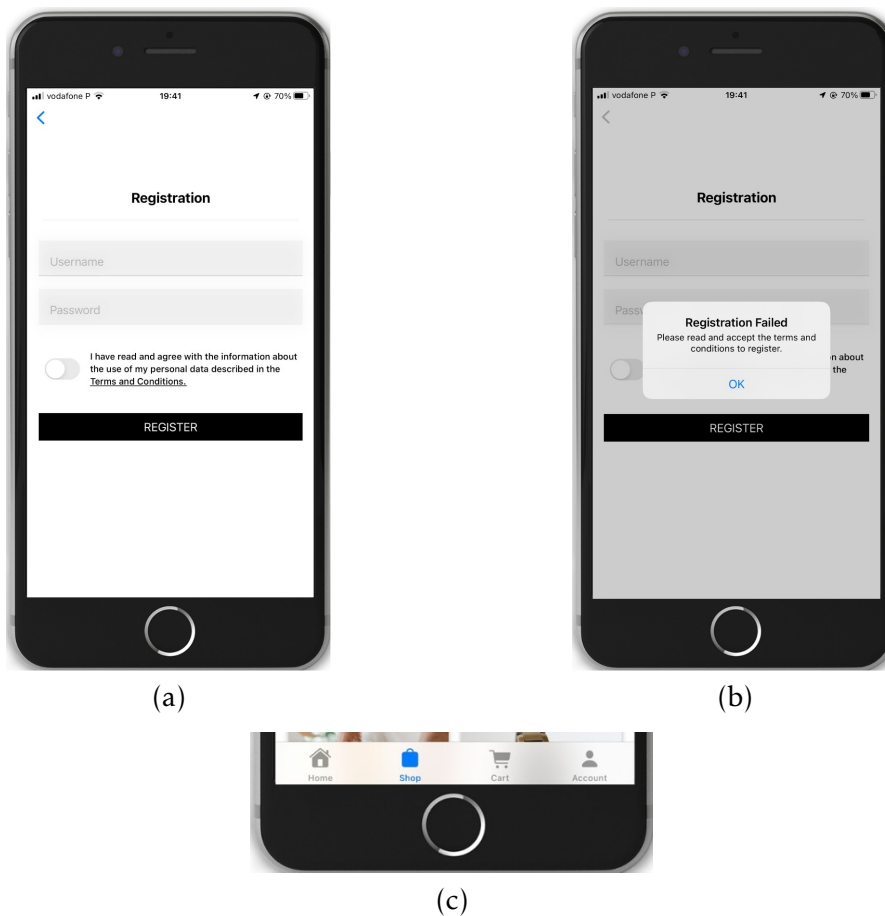 vodafone P 19:41 70%
Registration
Username
Password
I have read and agree with the information about
the use of my personal data described in the
Terms and Conditions.
REGISTER
(a)
vodafone P 19:41 70%
Registration
Username
Passw
Registration Failed
Please read and accept the terms and
conditions to register.
OK
n about
the
REGISTER
(b)
Home Shop Cart Account
(c)